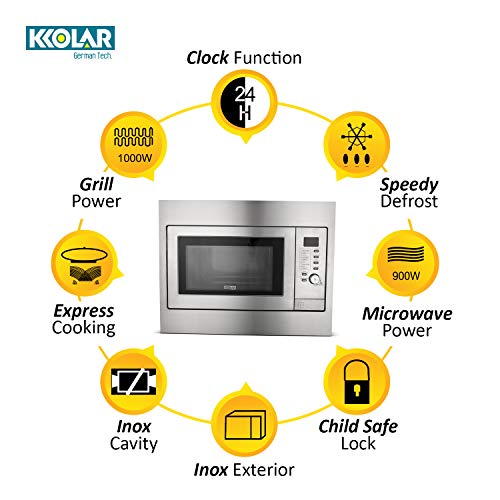 KKOLAR
German Tech.
Clock Function
24
H
1000W
Grill
Power
Speedy
Defrost
Express
Cooking
900W
Microwave
Power
Inox
Cavity
Child Safe
Lock
Inox Exterior